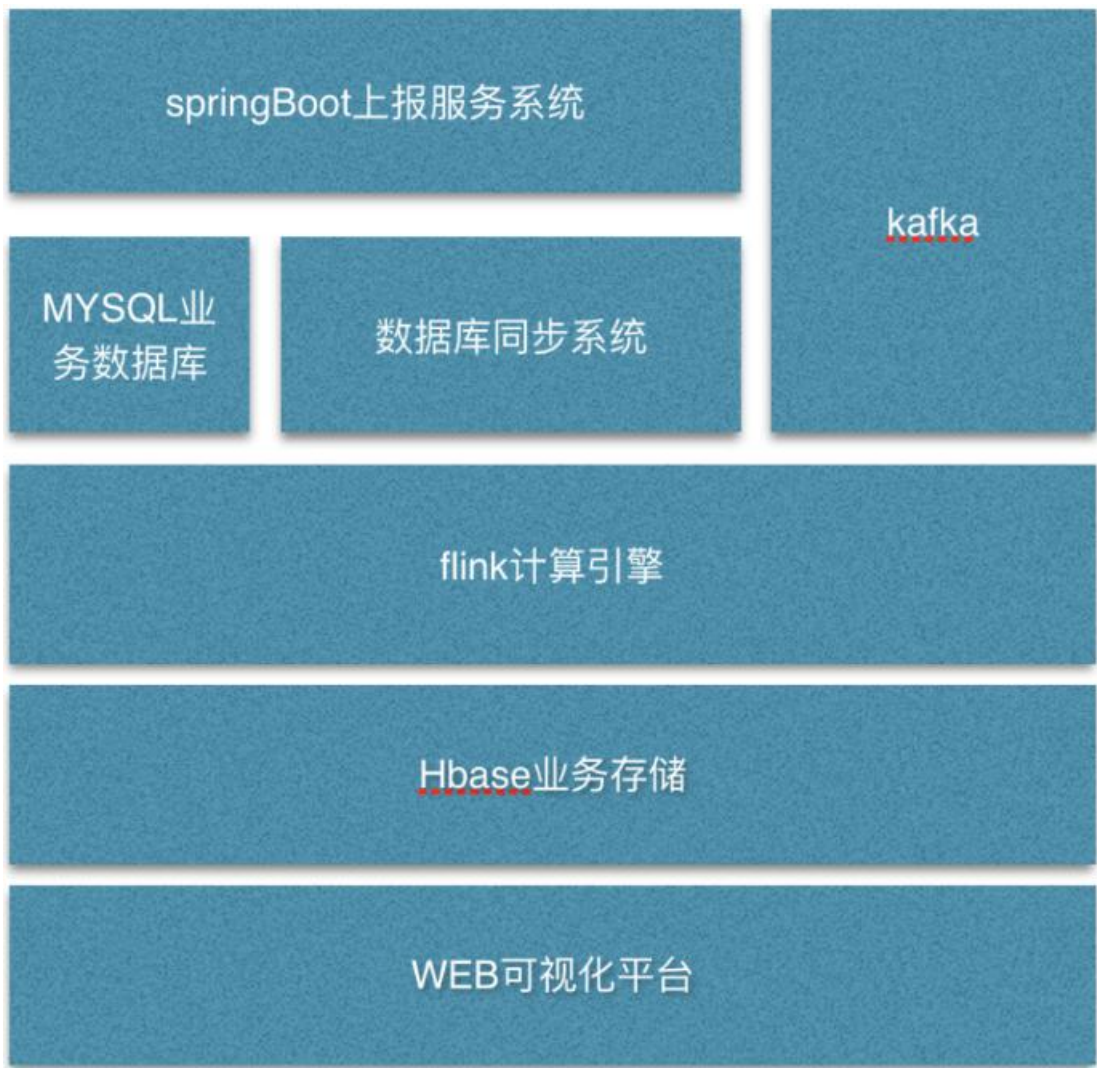 springBoot上报服务系统
kafka
MYSQL业
务数据库
数据库同步系统
flink计算引擎
Hbase业务存储
WEB可视化平台